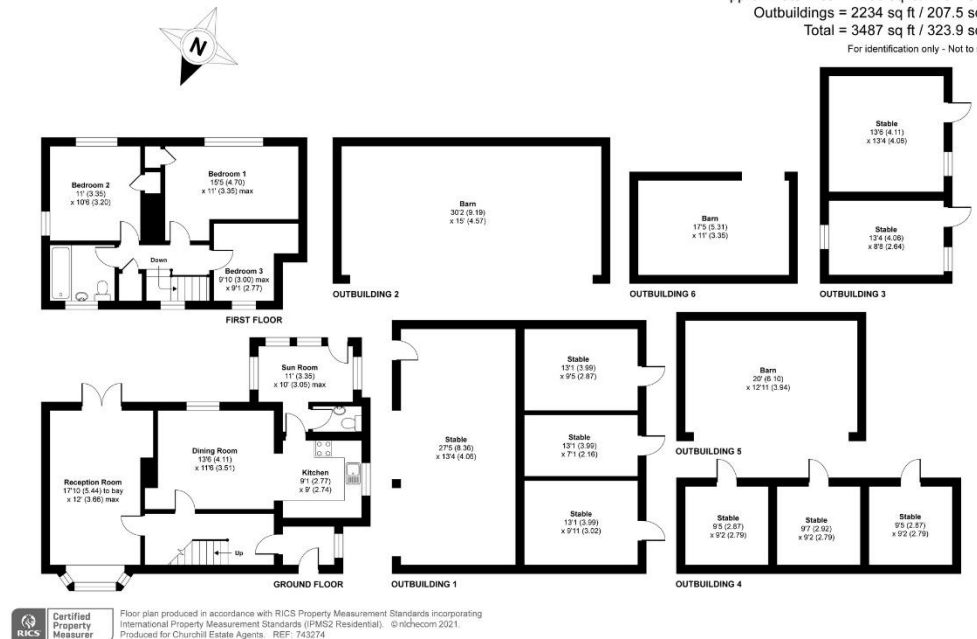 Outbuildings = 2234 sq ft / 207.5 sq
Total = 3487 sq ft / 323.9 sq
For identification only - Not to
N
Bedroom 2
11' (3.35)
x 10'6 (3.20)
Bedroom 1
15'5 (4.70)
x 11' (3.35) max
Down
Bedroom 3
9'10 (3.00) max
x 9'1 (2.77)
FIRST FLOOR
Barn
30'2 (9.19)
x 15' (4.57)
OUTBUILDING 2
Barn
17'5 (5.31)
x 11' (3.35)
OUTBUILDING 6
Stable
13'6 (4.11)
x 13'4 (4.06)
Stable
13'4 (4.06)
x 8'8 (2.64)
OUTBUILDING 3
Sun Room
11' (3.35)
x 10' (3.05) max
Dining Room
13'6 (4.11)
x 11'6 (3.51)
Kitchen
9'1 (2.77)
x 9' (2.74)
Reception Room
17'10 (5.44) to bay
x 12' (3.66) max
Up
GROUND FLOOR
Stable
27'5 (8.36)
x 13'4 (4.06)
Stable
13'1 (3.99)
x 9'5 (2.87)
Stable
13'1 (3.99)
x 7'1 (2.16)
Stable
13'1 (3.99)
x 9'11 (3.02)
OUTBUILDING 1
Barn
20' (6.10)
x 12'11 (3.94)
OUTBUILDING 5
Stable
9'5 (2.87)
x 9'2 (2.79)
Stable
9'7 (2.92)
x 9'2 (2.79)
Stable
9'5 (2.87)
x 9'2 (2.79)
OUTBUILDING 4
RICS
Certified
Property
Measurer
Floor plan produced in accordance with RICS Property Measurement Standards incorporating
International Property Measurement Standards (IPMS2 Residential). © nichecom 2021.
Produced for Churchill Estate Agents. REF: 743274